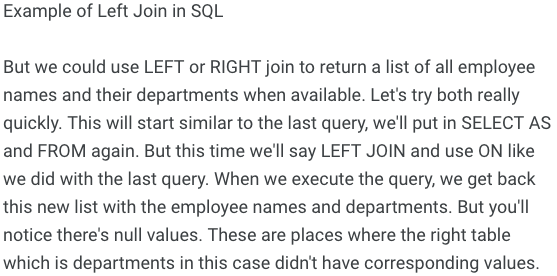 Example of Left Join in SQL
But we could use LEFT or RIGHT join to return a list of all employee
names and their departments when available. Let's try both really
quickly. This will start similar to the last query, we'll put in SELECT AS
and FROM again. But this time we'll say LEFT JOIN and use ON like
we did with the last query. When we execute the query, we get back
this new list with the employee names and departments. But you'll
notice there's null values. These are places where the right table
which is departments in this case didn't have corresponding values.